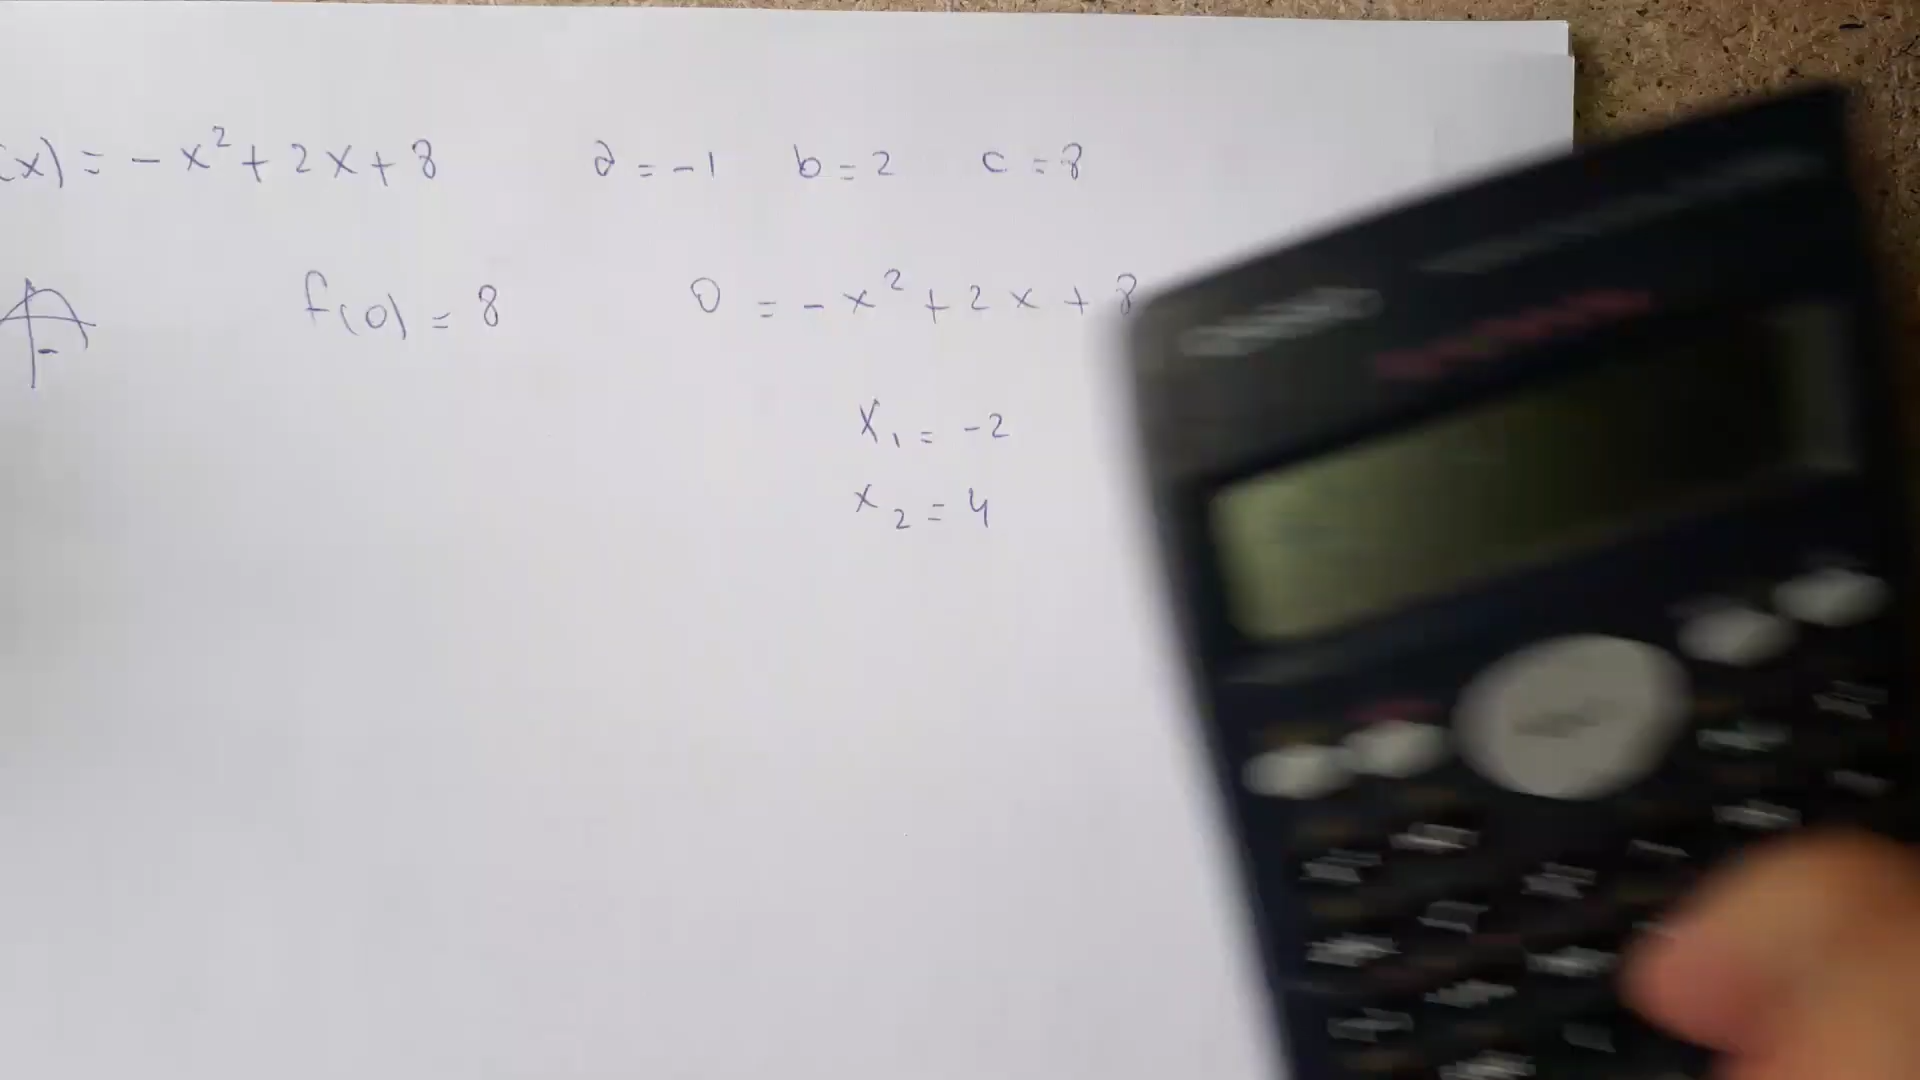 (x) = - x² + 2x + 8 a = -1 b = 2 c = 8
f(0) = 8 0 = - x² + 2x + 8
x₁ = -2
x₂ = 4